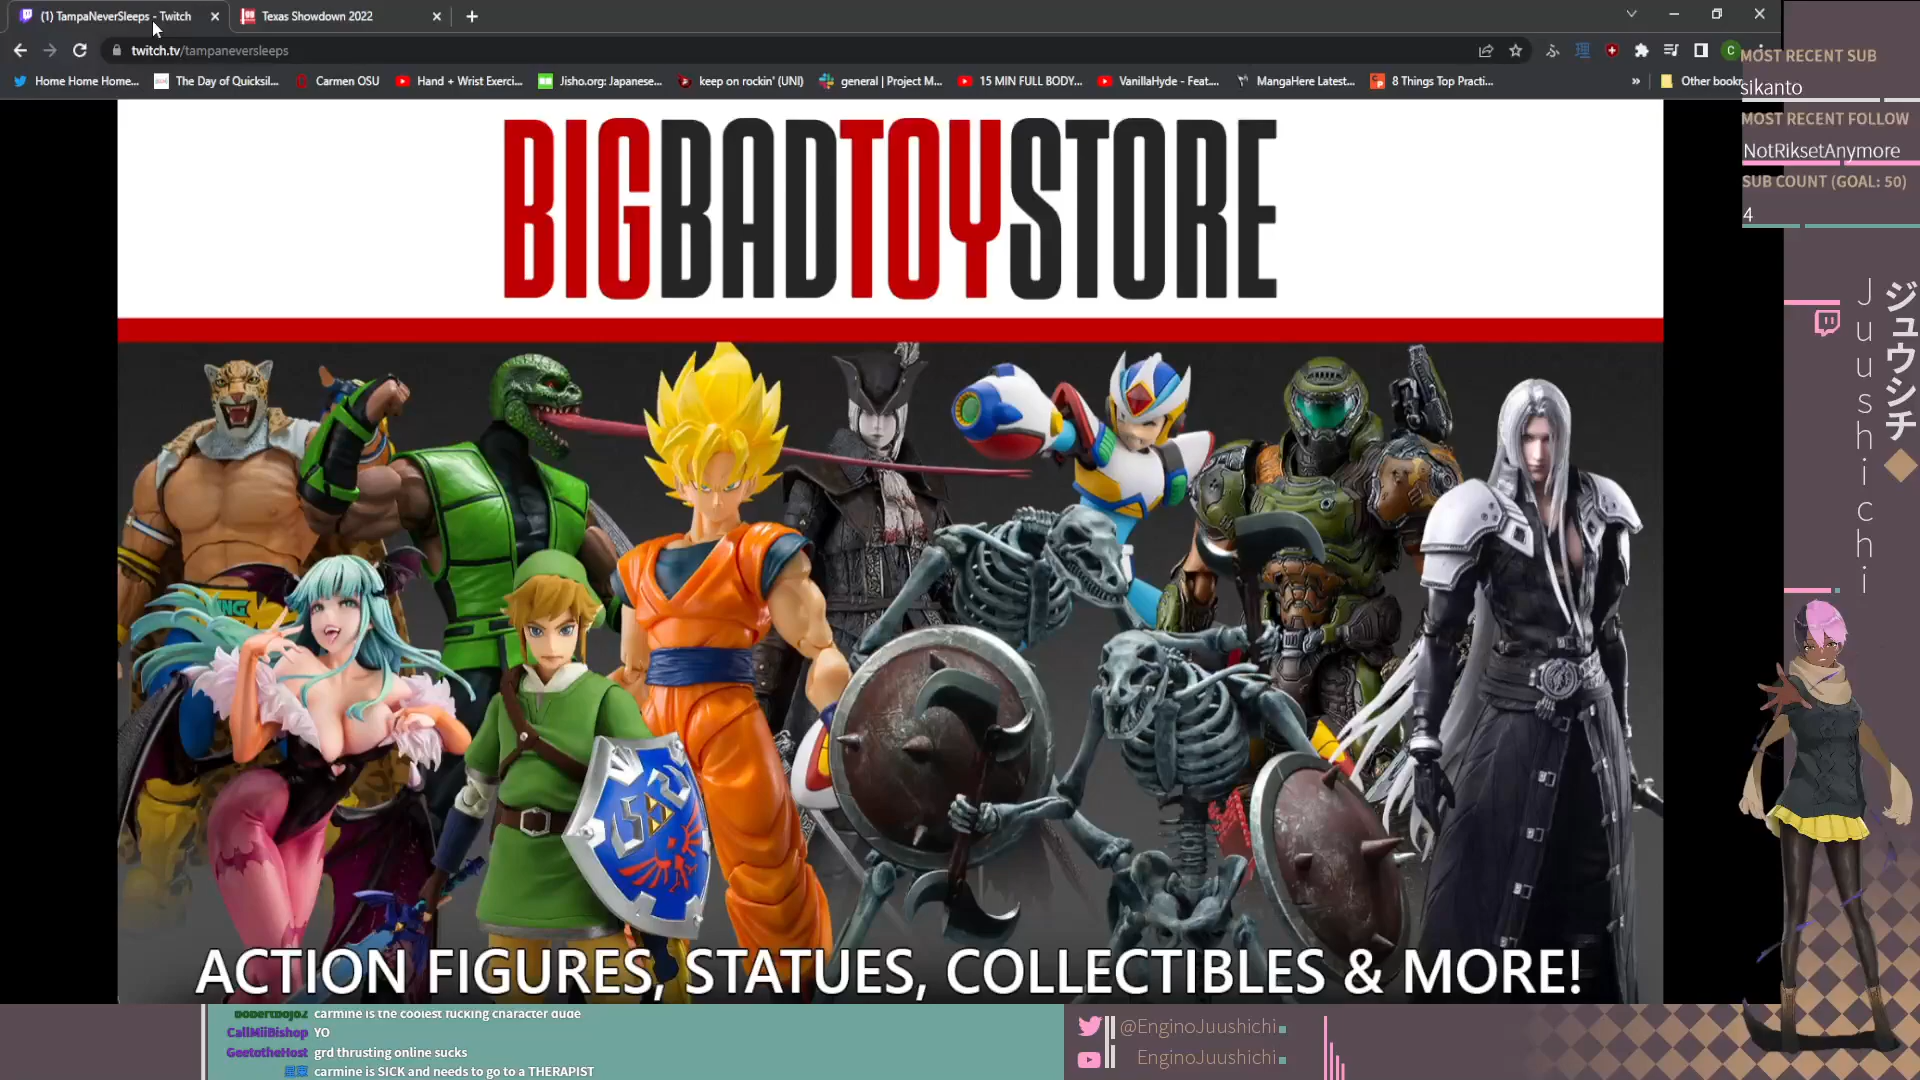 (1) TampaNeverSleeps - Twitch
Texas Showdown 2022
twitch.tv/tampaneversleeps
C
Home Home Home...
The Day of Quicksil...
Carmen OSU
Hand + Wrist Exerci...
Jisho.org: Japanese...
keep on rockin' (UNI)
general | Project M...
15 MIN FULL BODY...
VanillaHyde - Feat....
MangaHere Latest...
8 Things Top Practi...
»
Other bookr
MOST RECENT SUB
sikanto
MOST RECENT FOLLOW
NotRiksetAnymore
SUB COUNT (GOAL: 50)
4
BIGBADTOYSTORE
KING
ジュウシチ
Juushichi
ACTION FIGURES, STATUES, COLLECTIBLES & MORE!
carmine is the coolest fucking character dude
CallMiiBishop YO
GeetotheHost grd thrusting online sucks
carmine is SICK and needs to go to a THERAPIST
@EnginoJuushichi
EnginoJuushichi